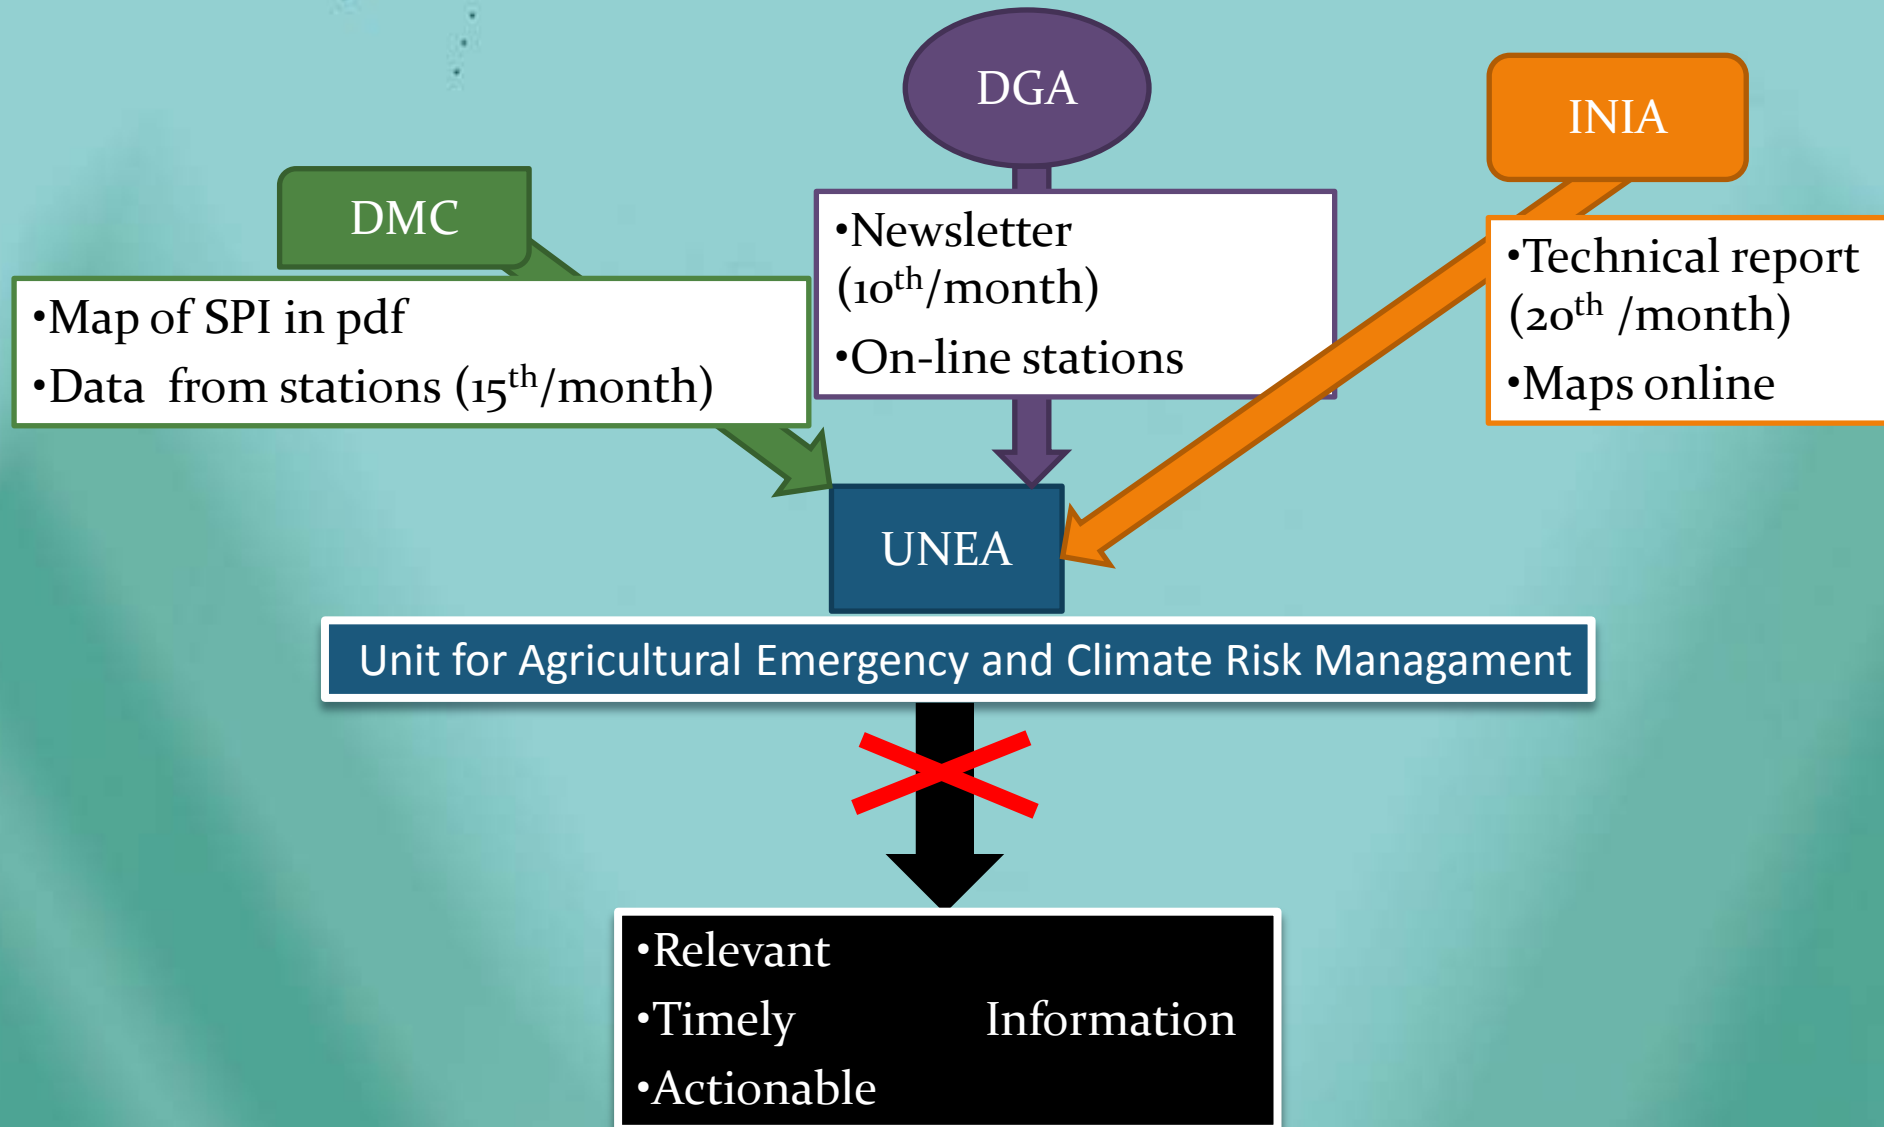 DGA
INIA
DMC
•Map of SPI in pdf
•Data from stations (15th/month)
•Newsletter
(10th/month)
•On-line stations
•Technical report
(20th /month)
•Maps online
UNEA
Unit for Agricultural Emergency and Climate Risk Managament
•Relevant
•Timely Information
•Actionable